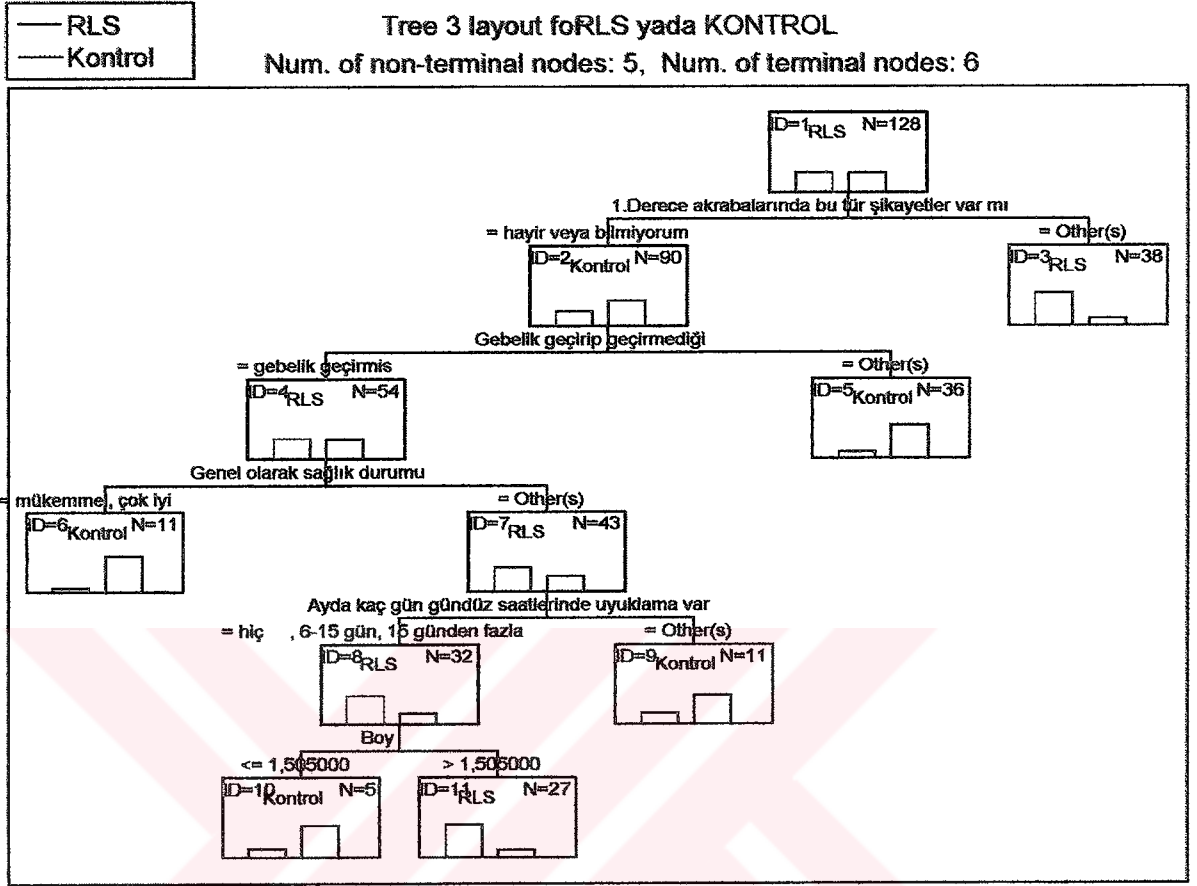 RLS
Kontrol
Tree 3 layout foRLS yada KONTROL
Num. of non-terminal nodes: 5, Num. of terminal nodes: 6
ID=1 RLS N=128
1.Derece akrabalarında bu tür şikayetler var mı
= hayir veya bilmiyorum
= Other(s)
ID=2 Kontrol N=90
ID=3 RLS N=38
Gebelik geçirip geçirmediği
= gebelik geçirmis
= Other(s)
ID=4 RLS N=54
ID=5 Kontrol N=36
Genel olarak sağlık durumu
= mükemme, çok iyi
= Other(s)
ID=6 Kontrol N=11
ID=7 RLS N=43
Ayda kaç gün gündüz saatlerinde uyuklama var
= hiç , 6-15 gün, 15 günden fazla
= Other(s)
ID=8 RLS N=32
ID=9 Kontrol N=11
Boy
<= 1,505000
> 1,505000
ID=10 Kontrol N=5
ID=11 RLS N=27